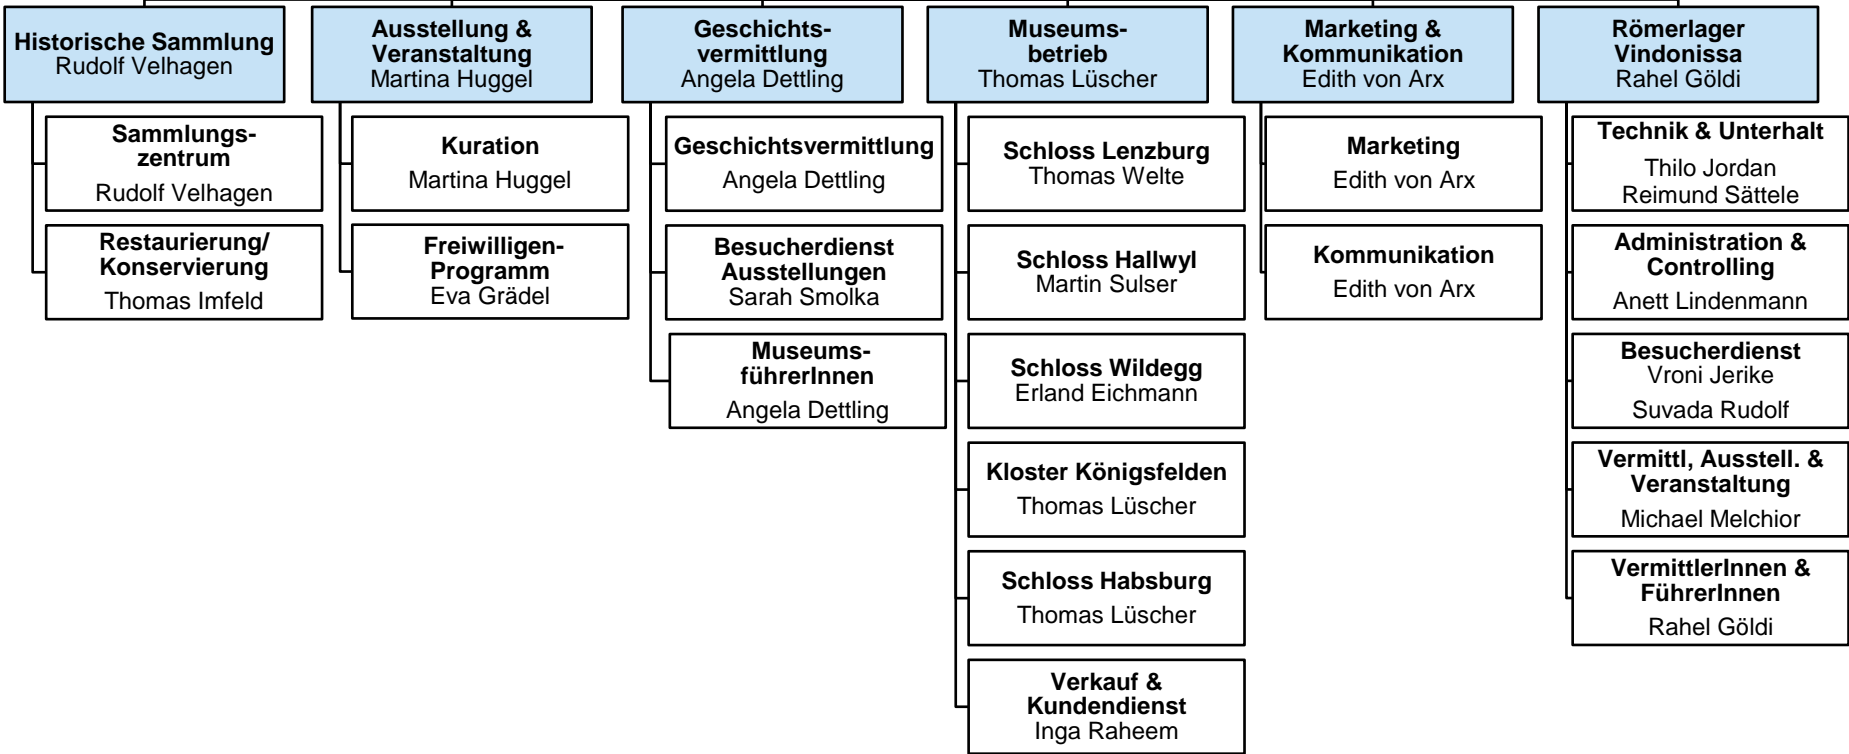 Historische Sammlung
Rudolf Velhagen
Sammlungs-
zentrum
Rudolf Velhagen
Restaurierung/
Konservierung
Thomas Imfeld
Ausstellung &
Veranstaltung
Martina Huggel
Kuration
Martina Huggel
Freiwilligen-
Programm
Eva Grädel
Geschichts-
vermittlung
Angela Dettling
Geschichtsvermittlung
Angela Dettling
Besucherdienst
Ausstellungen
Sarah Smolka
Museums-
führerInnen
Angela Dettling
Museums-
betrieb
Thomas Lüscher
Schloss Lenzburg
Thomas Welte
Schloss Hallwyl
Martin Sulser
Schloss Wildegg
Erland Eichmann
Kloster Königsfelden
Thomas Lüscher
Schloss Habsburg
Thomas Lüscher
Verkauf &
Kundendienst
Inga Raheem
Marketing &
Kommunikation
Edith von Arx
Marketing
Edith von Arx
Kommunikation
Edith von Arx
Römerlager
Vindonissa
Rahel Göldi
Technik & Unterhalt
Thilo Jordan
Reimund Sättele
Administration &
Controlling
Anett Lindenmann
Besucherdienst
Vroni Jerike
Suvada Rudolf
Vermittl, Ausstell. &
Veranstaltung
Michael Melchior
VermittlerInnen &
FührerInnen
Rahel Göldi